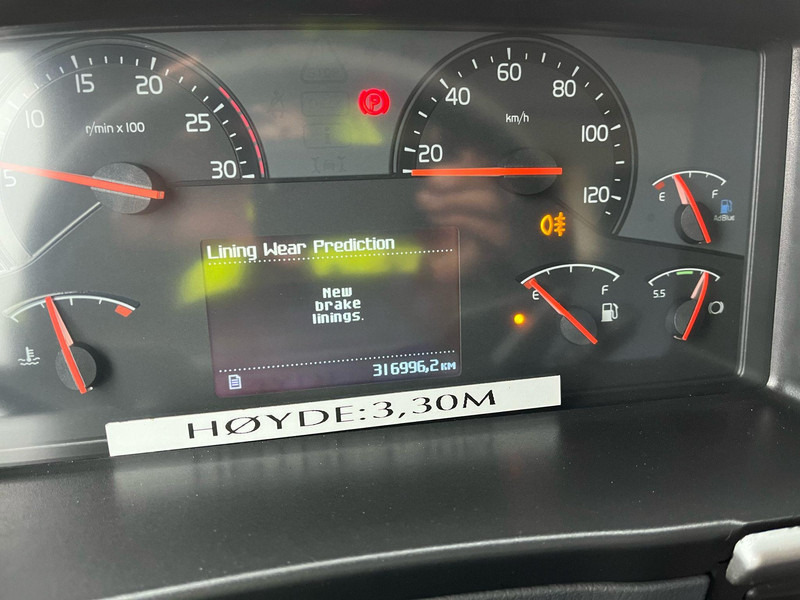 5
10
15
20
25
30
r/min x 100
P
20
40
60
80
100
120
km/h
E
F
AdBlue
Lining Wear Prediction
New
brake
linings.
316996,2 KM
E
F
5.5
HØYDE:3,30M